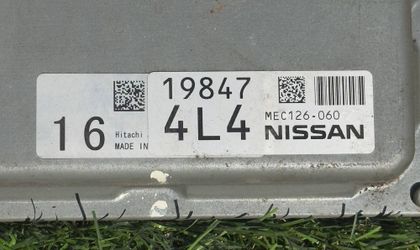 16
Hitachi
MADE IN
19847
4L4
MEC126-060
NISSAN